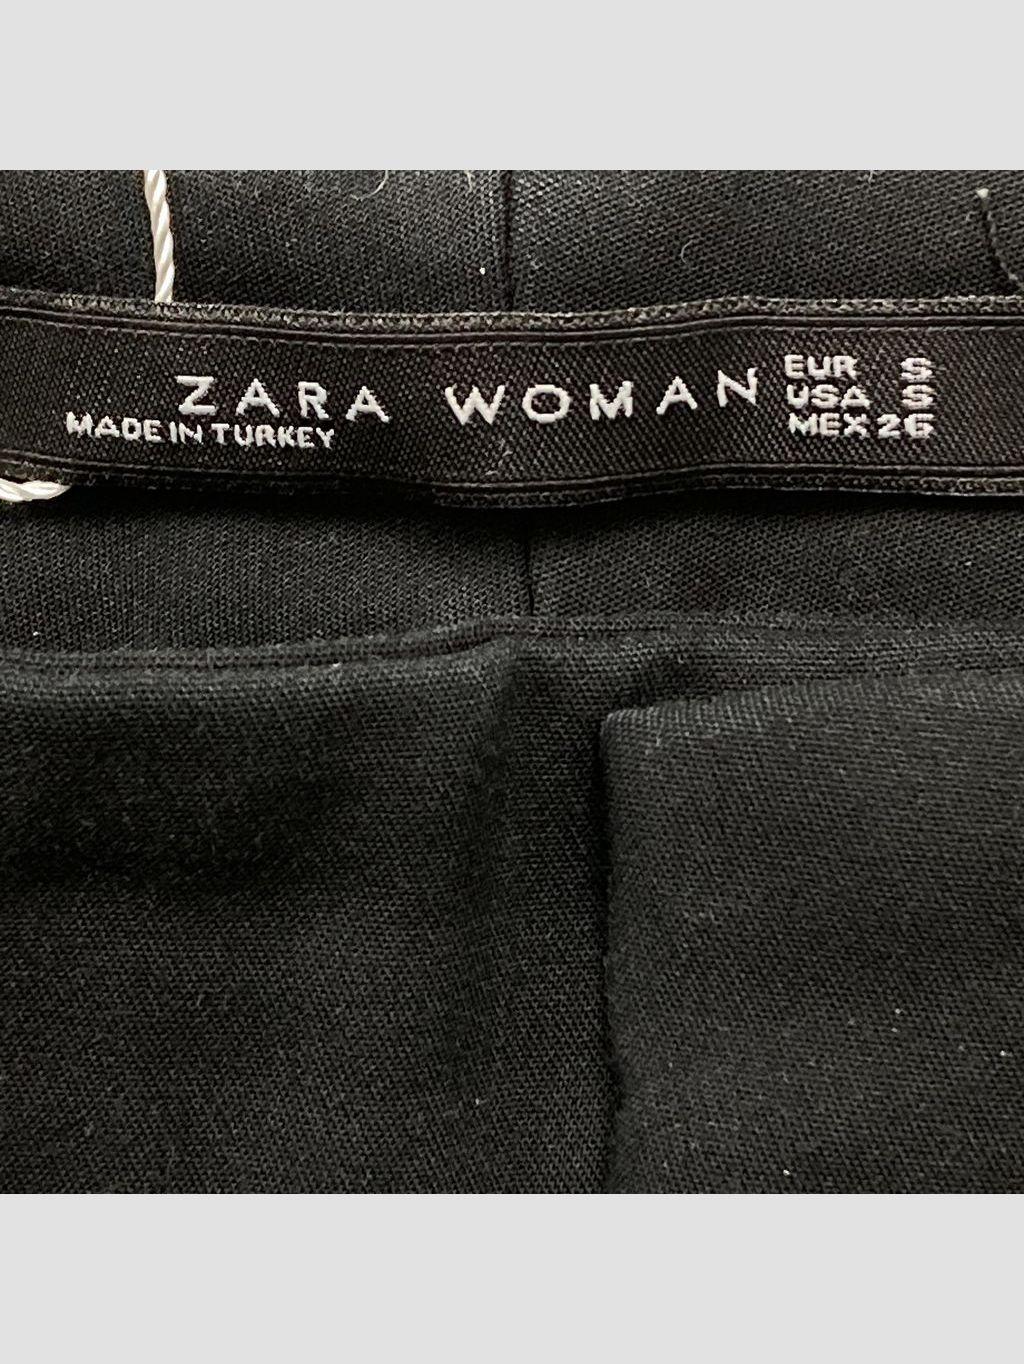 ZARA WOMAN
MADE IN TURKEY
EUR S
USA S
MEX 26